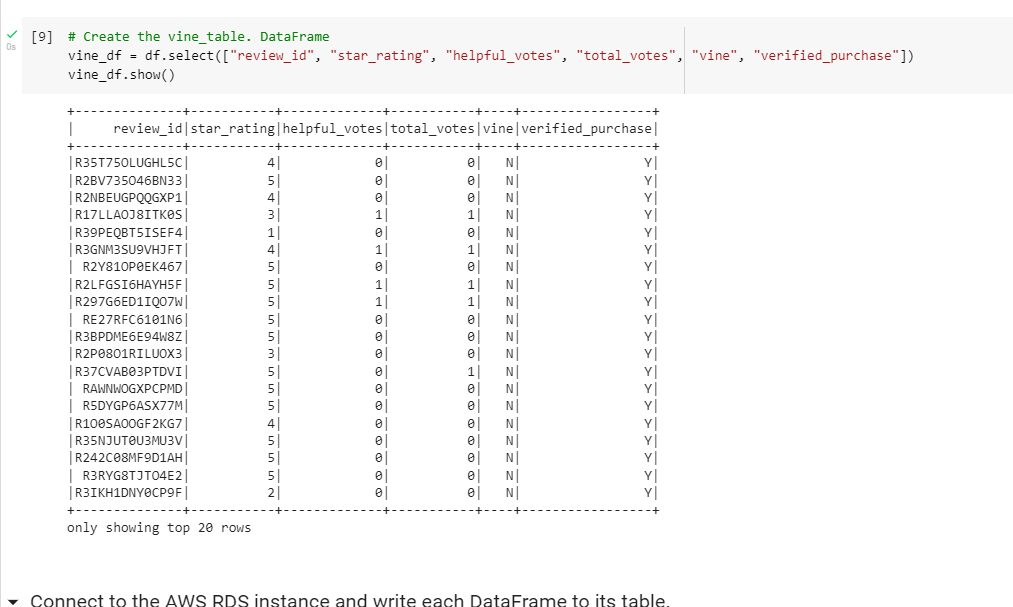 [9] # Create the vine_table. DataFrame
vine_df = df.select(["review_id", "star_rating", "helpful_votes", "total_votes", "vine", "verified_purchase"])
vine_df.show()
0s
+--------------+-----------+-------------+-----------+----+-----------------+
|     review_id|star_rating|helpful_votes|total_votes|vine|verified_purchase|
+--------------+-----------+-------------+-----------+----+-----------------+
|R35T75OLUGHL5C|          4|            0|          0|   N|                Y|
|R2BV735O46BN33|          5|            0|          0|   N|                Y|
|R2NBEUGPQQGXP1|          4|            0|          0|   N|                Y|
|R17LLAOJ8ITK0S|          3|            1|          1|   N|                Y|
|R39PEQBT5ISEF4|          1|            0|          0|   N|                Y|
|R3GNM3SU9VHJFT|          4|            1|          1|   N|                Y|
| R2Y81OP0EK467|          5|            0|          0|   N|                Y|
|R2LFGSI6HAYH5F|          5|            1|          1|   N|                Y|
|R297G6ED1IQO7W|          5|            1|          1|   N|                Y|
| RE27RFC6101N6|          5|            0|          0|   N|                Y|
|R3BPDME6E94W8Z|          5|            0|          0|   N|                Y|
|R2P08O1RILUOX3|          3|            0|          0|   N|                Y|
|R37CVAB03PTDVI|          5|            0|          1|   N|                Y|
| RAWNWOGXPCPMD|          5|            0|          0|   N|                Y|
| R5DYGP6ASX77M|          5|            0|          0|   N|                Y|
|R1O0SAOOGF2KG7|          4|            0|          0|   N|                Y|
|R35NJUT0U3MU3V|          5|            0|          0|   N|                Y|
|R242C08MF9D1AH|          5|            0|          0|   N|                Y|
| R3RYG8TJTO4E2|          5|            0|          0|   N|                Y|
|R3IKH1DNY0CP9F|          2|            0|          0|   N|                Y|
+--------------+-----------+-------------+-----------+----+-----------------+
only showing top 20 rows
Connect to the AWS RDS instance and write each DataFrame to its table.